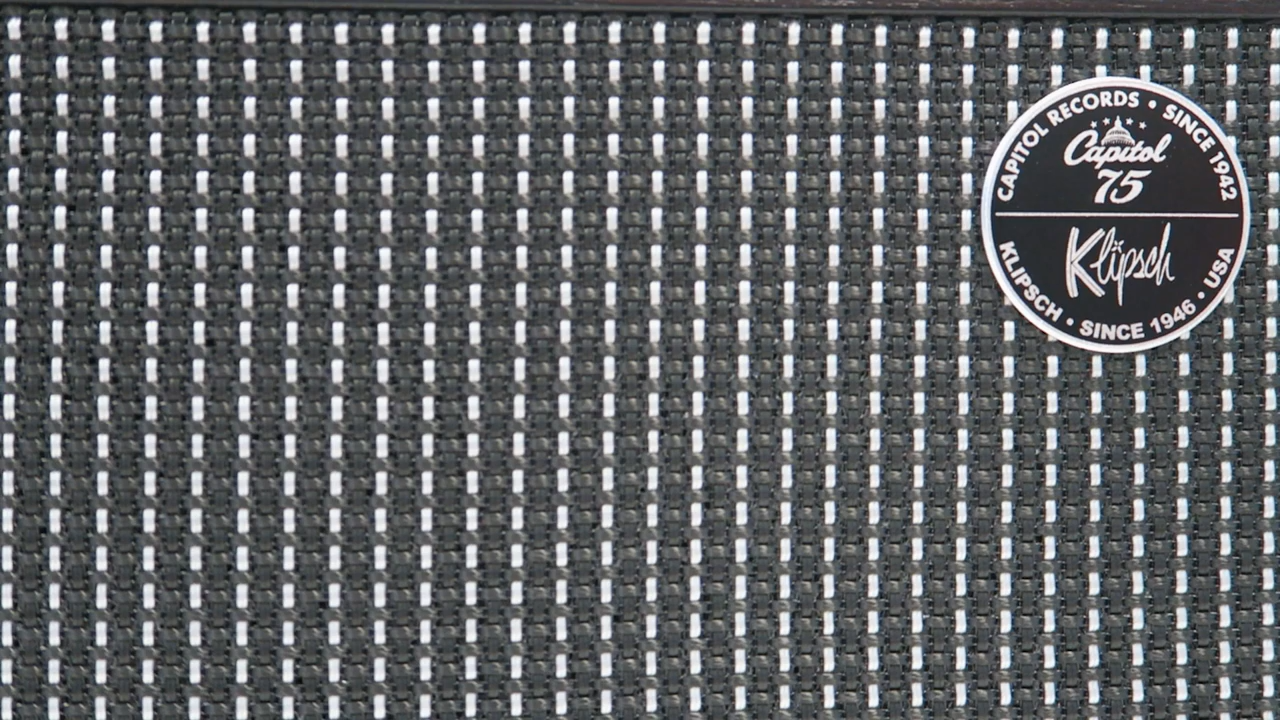 CAPITOL RECORDS • SINCE 1942
Capitol
75
Klipsch
KLIPSCH • SINCE 1946 • USA